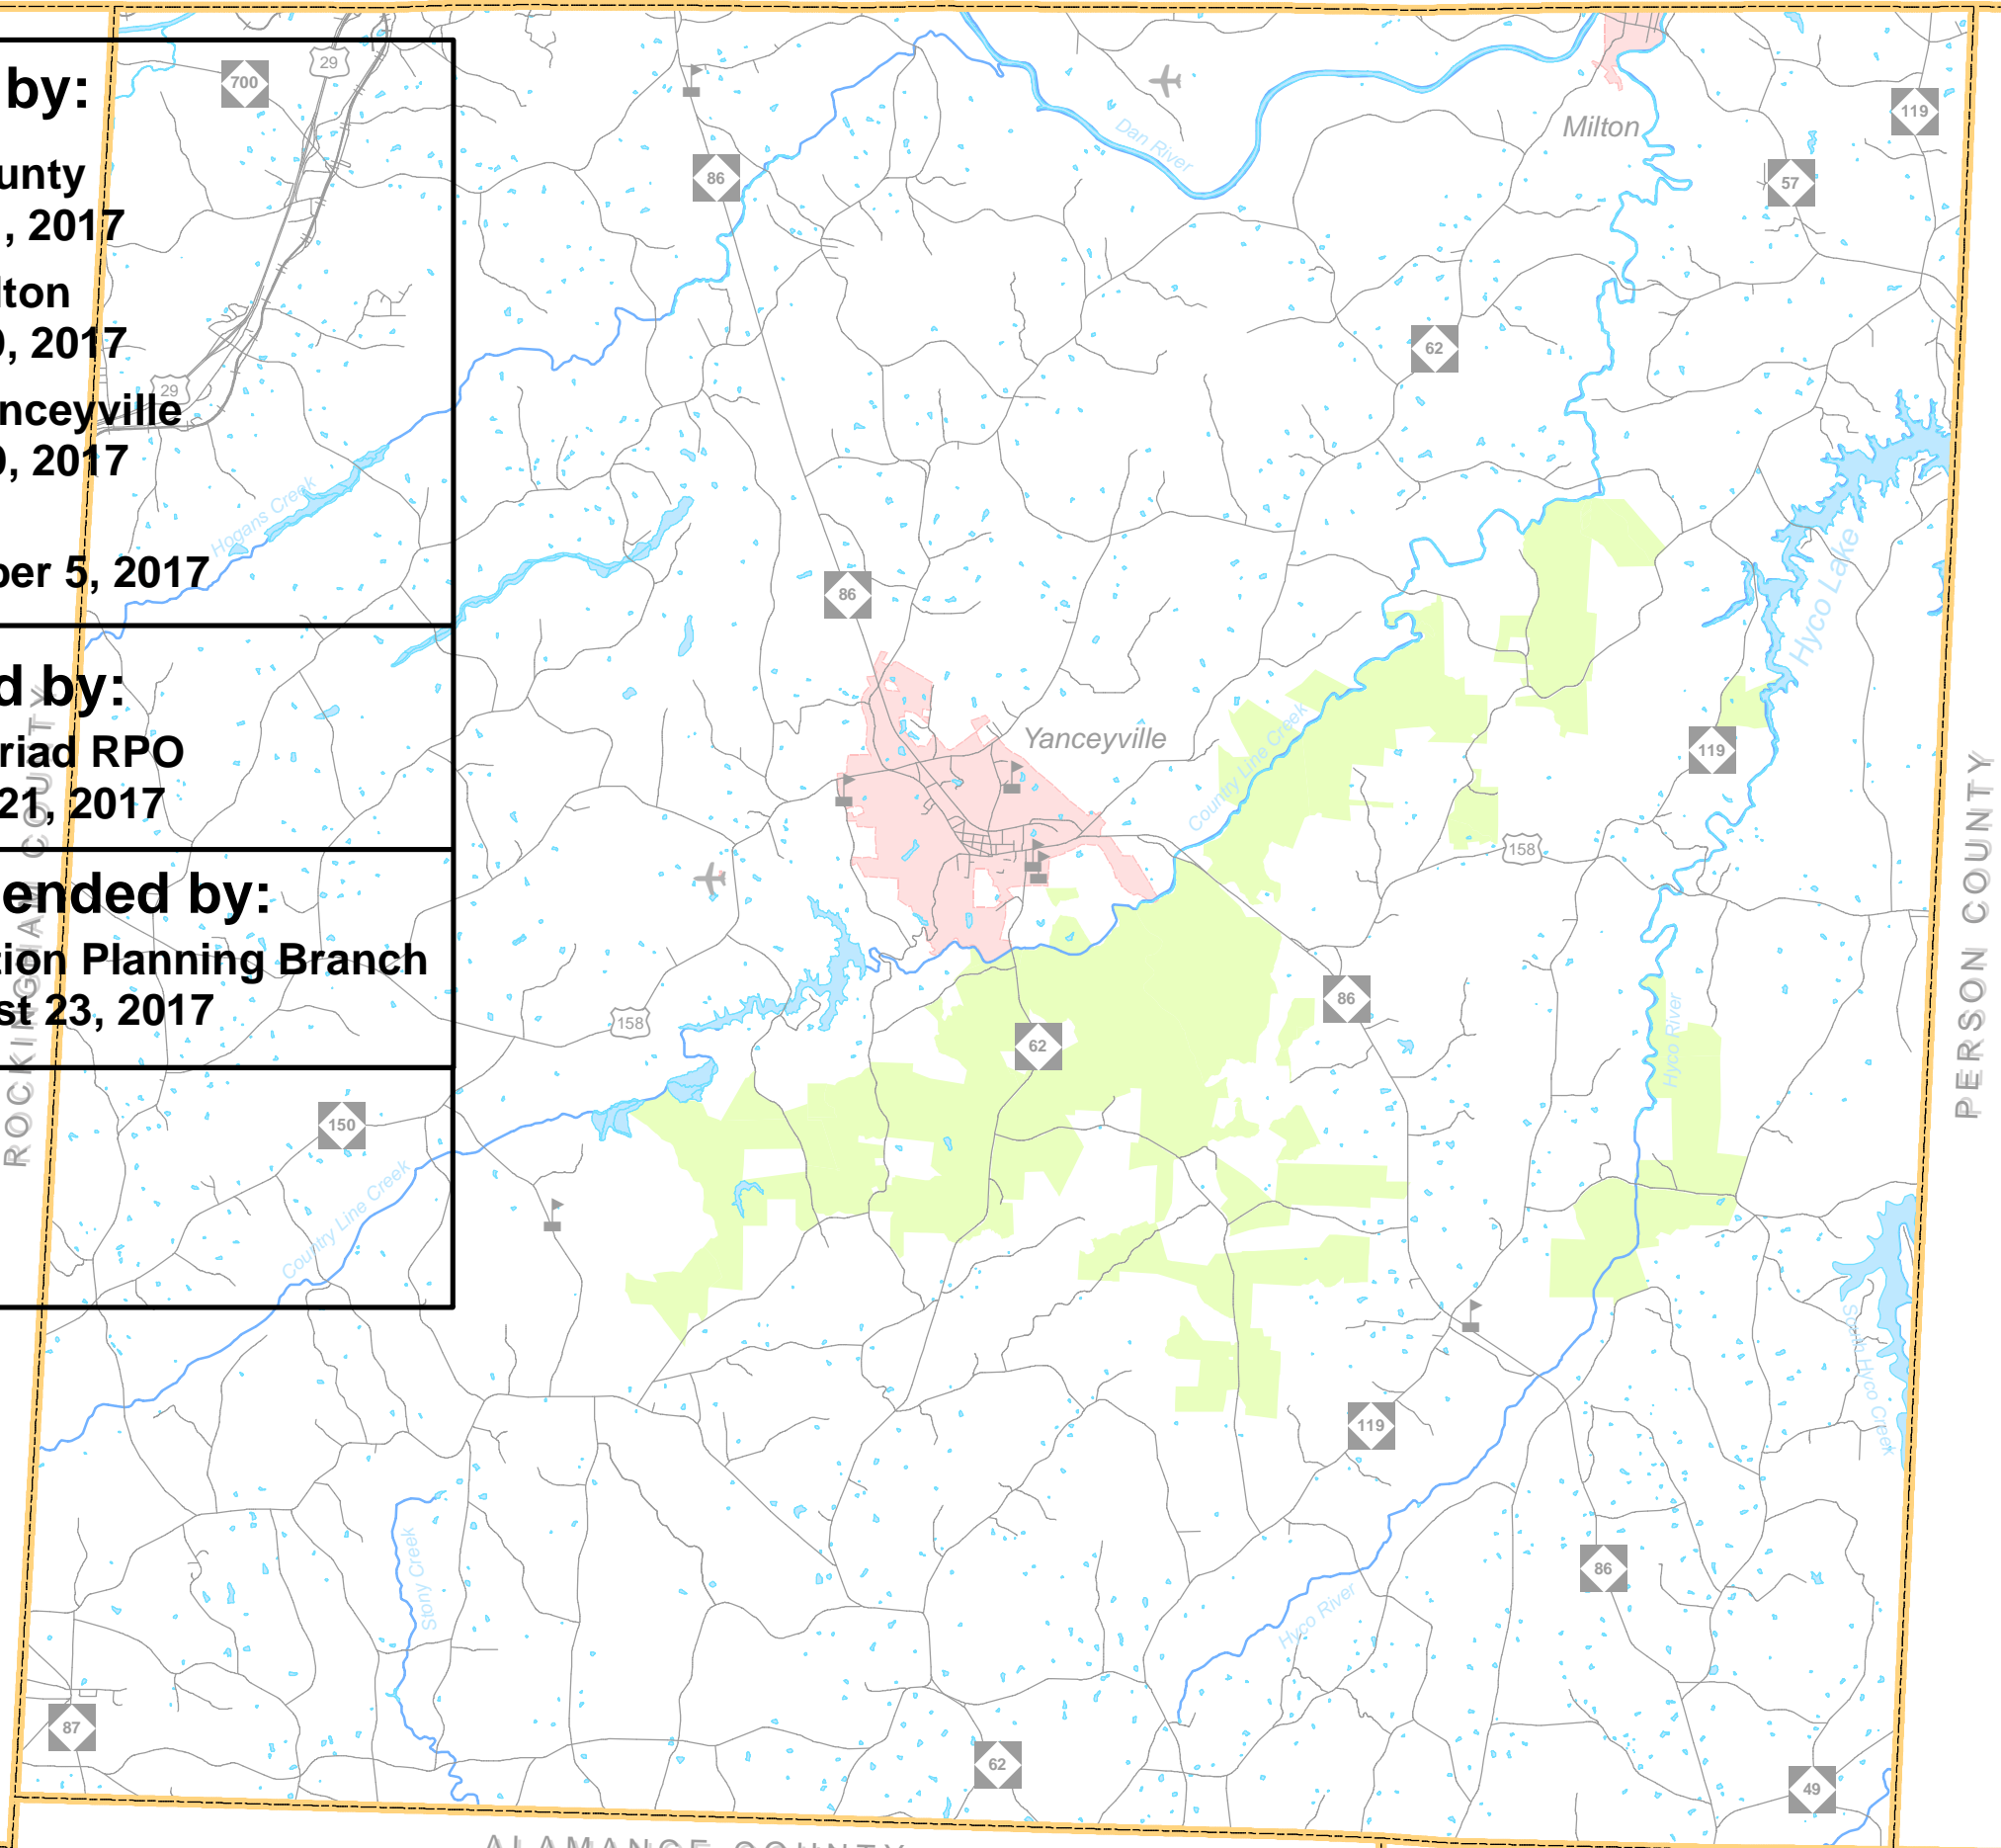 by:
unty
, 2017
lton
, 2017
nceyville
, 2017
ber 5, 2017
d by:
riad RPO
21, 2017
ended by:
tion Planning Branch
st 23, 2017
29
700
29
86
Dan River
Milton
119
57
62
Hogans Creek
86
Hyco Lake
Yanceyville
Country Line Creek
119
158
ROCKINGHAM COUNTY
PERSON COUNTY
86
158
62
Hyco River
150
Country Line Creek
South Hyco Creek
119
Stony Creek
86
Hyco River
87
62
49
ALAMANCE COUNTY